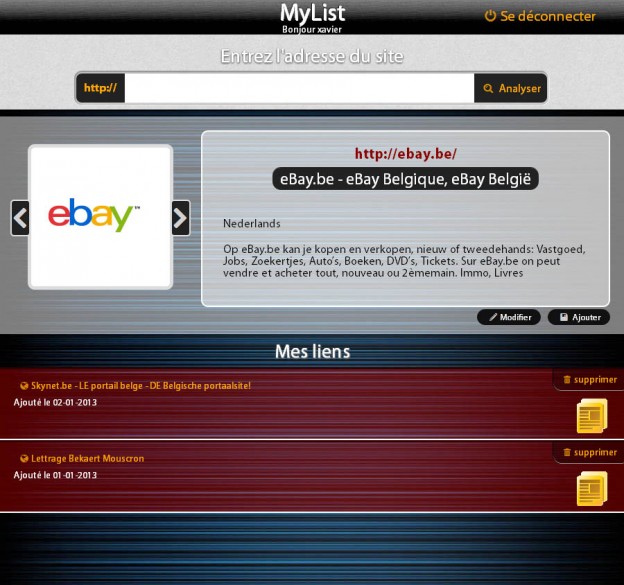 MyList
Bonjour xavier
Se déconnecter
Entrez l'adresse du site
http://
Analyser
http://ebay.be/
eBay.be - eBay Belgique, eBay België
ebay™
Nederlands
Op eBay.be kan je kopen en verkopen, nieuw of tweedehands: Vastgoed,
Jobs, Zoekertjes, Auto's, Boeken, DVD's, Tickets. Sur eBay.be on peut
vendre et acheter tout, nouveau ou 2èmemain. Immo, Livres
Modifier
Ajouter
Mes liens
Skynet.be - LE portail belge - DE Belgische portaalsite!
supprimer
Ajouté le 02-01-2013
Lettrage Bekaert Mouscron
supprimer
Ajouté le 01-01-2013